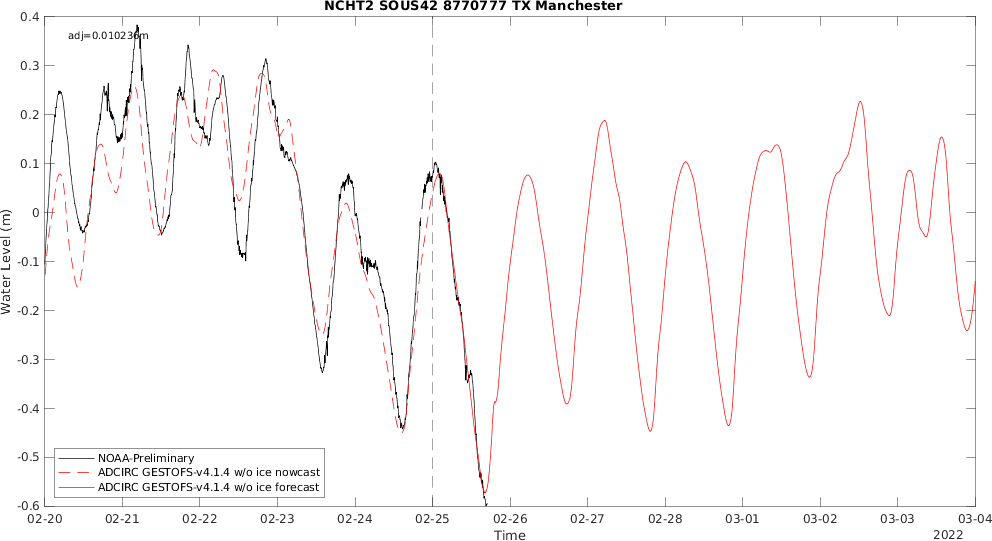 NCHT2 SOUS42 8770777 TX Manchester
adj=0.010236m
Water Level (m)
0.4
0.3
0.2
0.1
0
-0.1
-0.2
-0.3
-0.4
-0.5
-0.6
NOAA-Preliminary
ADCIRC GESTOFS-v4.1.4 w/o ice nowcast
ADCIRC GESTOFS-v4.1.4 w/o ice forecast
02-20 02-21 02-22 02-23 02-24 02-25 02-26 02-27 02-28 03-01 03-02 03-03 03-04
Time
2022